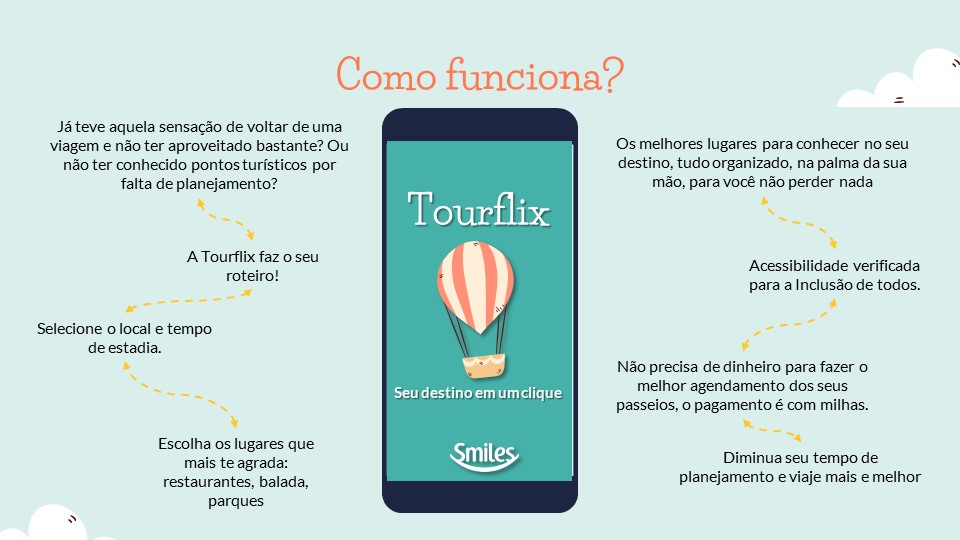 Como funciona?
Já teve aquela sensação de voltar de uma
viagem e não ter aproveitado bastante? Ou
não ter conhecido pontos turísticos por
falta de planejamento?
A Tourflix faz o seu
roteiro!
Selecione o local e tempo
de estadia.
Escolha os lugares que
mais te agrada:
restaurantes, balada,
parques
Tourflix
Seu destino em um clique
Smiles
Os melhores lugares para conhecer no seu
destino, tudo organizado, na palma da sua
mão, para você não perder nada
Acessibilidade verificada
para a Inclusão de todos.
Não precisa de dinheiro para fazer o
melhor agendamento dos seus
passeios, o pagamento é com milhas.
Diminua seu tempo de
planejamento e viaje mais e melhor